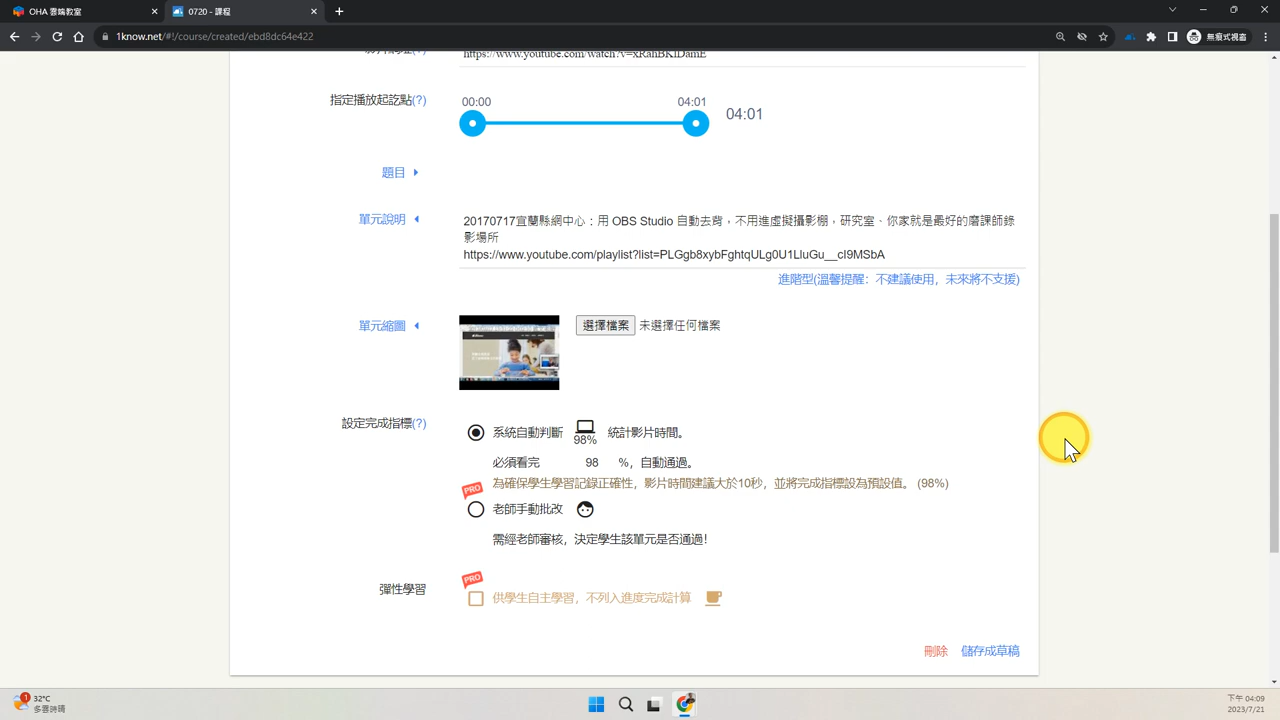 OHA 雲端教室
0720 - 課程
1know.net/#!/course/created/ebd8dc64e422
無痕式視窗
https://www.youtube.com/watch?v=xRahBKIDamE
指定播放起訖點(?)
00:00
04:01
04:01
題目
單元說明
20170717宜蘭縣網中心：用 OBS Studio 自動去背，不用進虛擬攝影棚，研究室、你家就是最好的磨課師錄
影場所
https://www.youtube.com/playlist?list=PLGgb8xybFghtqULg0U1LluGu__cI9MSbA
進階型(溫馨提醒：不建議使用，未來將不支援)
單元縮圖
選擇檔案 未選擇任何檔案
設定完成指標(?)
系統自動判斷 98% 統計影片時間。
必須看完 98 %，自動通過。
為確保學生學習記錄正確性，影片時間建議大於10秒，並將完成指標設為預設值。 (98%)
PRO
老師手動批改
需經老師審核，決定學生該單元是否通過！
PRO
彈性學習
供學生自主學習，不列入進度完成計算
刪除 儲存成草稿
1
32°C
多雲時晴
下午 04:09
2023/7/21